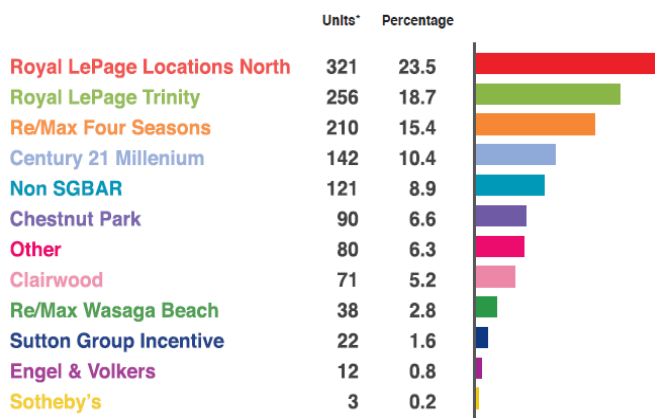 Units* Percentage
Royal LePage Locations North 321 23.5
Royal LePage Trinity 256 18.7
Re/Max Four Seasons 210 15.4
Century 21 Millenium 142 10.4
Non SGBAR 121 8.9
Chestnut Park 90 6.6
Other 80 6.3
Clairwood 71 5.2
Re/Max Wasaga Beach 38 2.8
Sutton Group Incentive 22 1.6
Engel & Volkers 12 0.8
Sotheby's 3 0.2